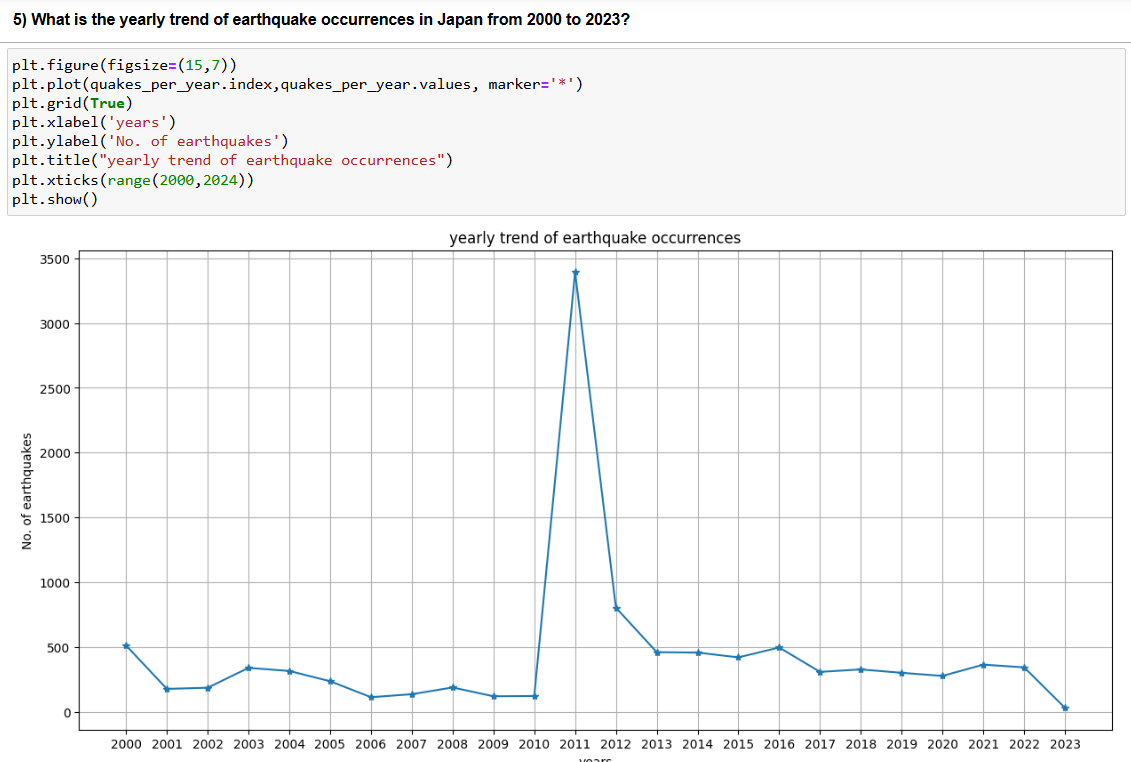 5) What is the yearly trend of earthquake occurrences in Japan from 2000 to 2023?
plt.figure(figsize=(15,7))
plt.plot(quakes_per_year.index,quakes_per_year.values, marker='*')
plt.grid(True)
plt.xlabel('years')
plt.ylabel('No. of earthquakes')
plt.title("yearly trend of earthquake occurrences")
plt.xticks(range(2000,2024))
plt.show()
yearly trend of earthquake occurrences
3500
3000
2500
2000
1500
1000
500
0
No. of earthquakes
2000 2001 2002 2003 2004 2005 2006 2007 2008 2009 2010 2011 2012 2013 2014 2015 2016 2017 2018 2019 2020 2021 2022 2023
years